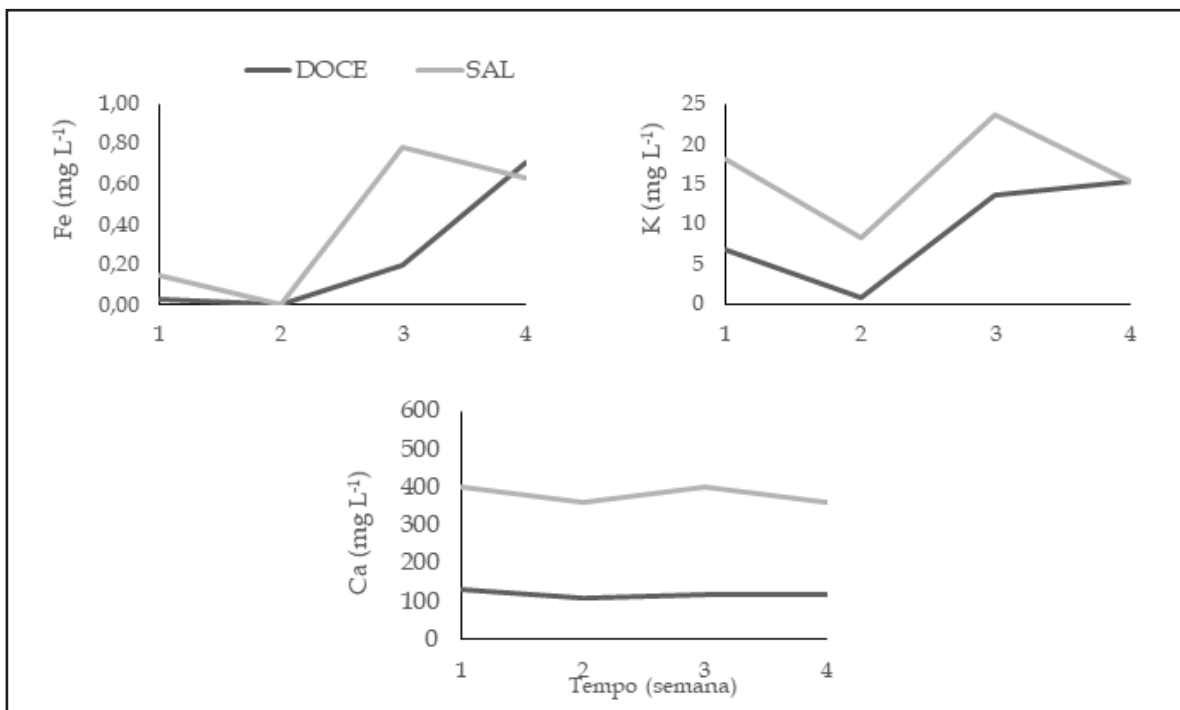 DOCE SAL
Fe (mg L⁻¹)
1,00
0,80
0,60
0,40
0,20
0,00
1 2 3 4
K (mg L⁻¹)
25
20
15
10
5
0
1 2 3 4
Ca (mg L⁻¹)
600
500
400
300
200
100
0
1 2 3 4
Tempo (semana)